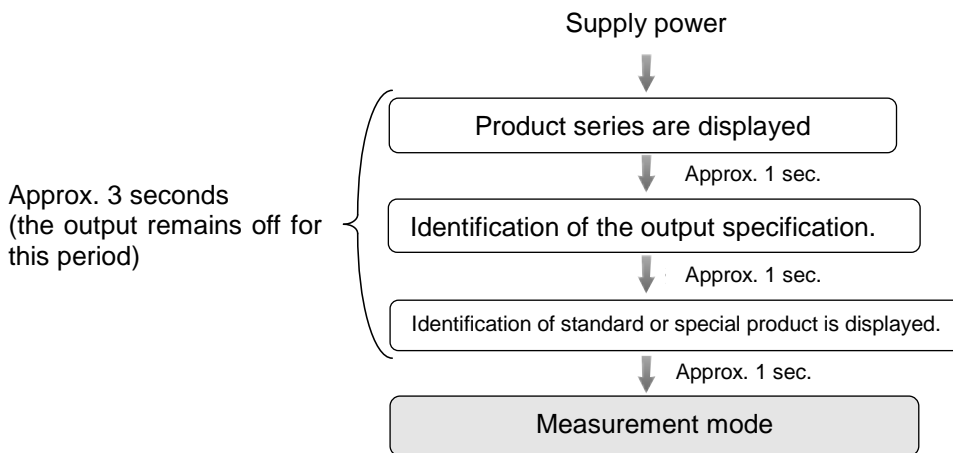 Supply power
Product series are displayed
Approx. 1 sec.
Approx. 3 seconds
(the output remains off for
this period)
Identification of the output specification.
Approx. 1 sec.
Identification of standard or special product is displayed.
Approx. 1 sec.
Measurement mode